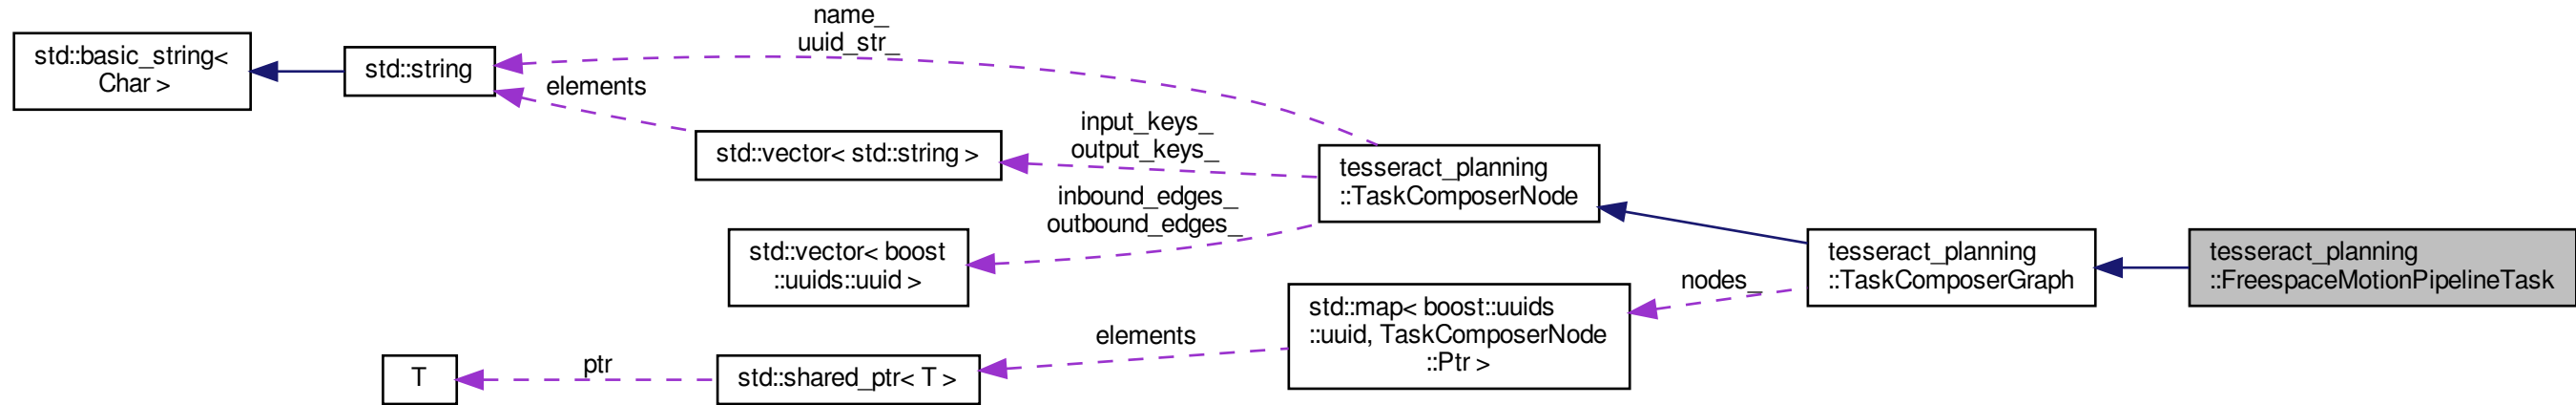 name_
uuid_str_
std::basic_string<
Char >
std::string
elements
input_keys_
output_keys_
std::vector< std::string >
tesseract_planning
::TaskComposerNode
inbound_edges_
outbound_edges_
std::vector< boost
::uuids::uuid >
tesseract_planning
::TaskComposerGraph
tesseract_planning
::FreespaceMotionPipelineTask
nodes_
std::map< boost::uuids
::uuid, TaskComposerNode
::Ptr >
elements
ptr
T
std::shared_ptr< T >